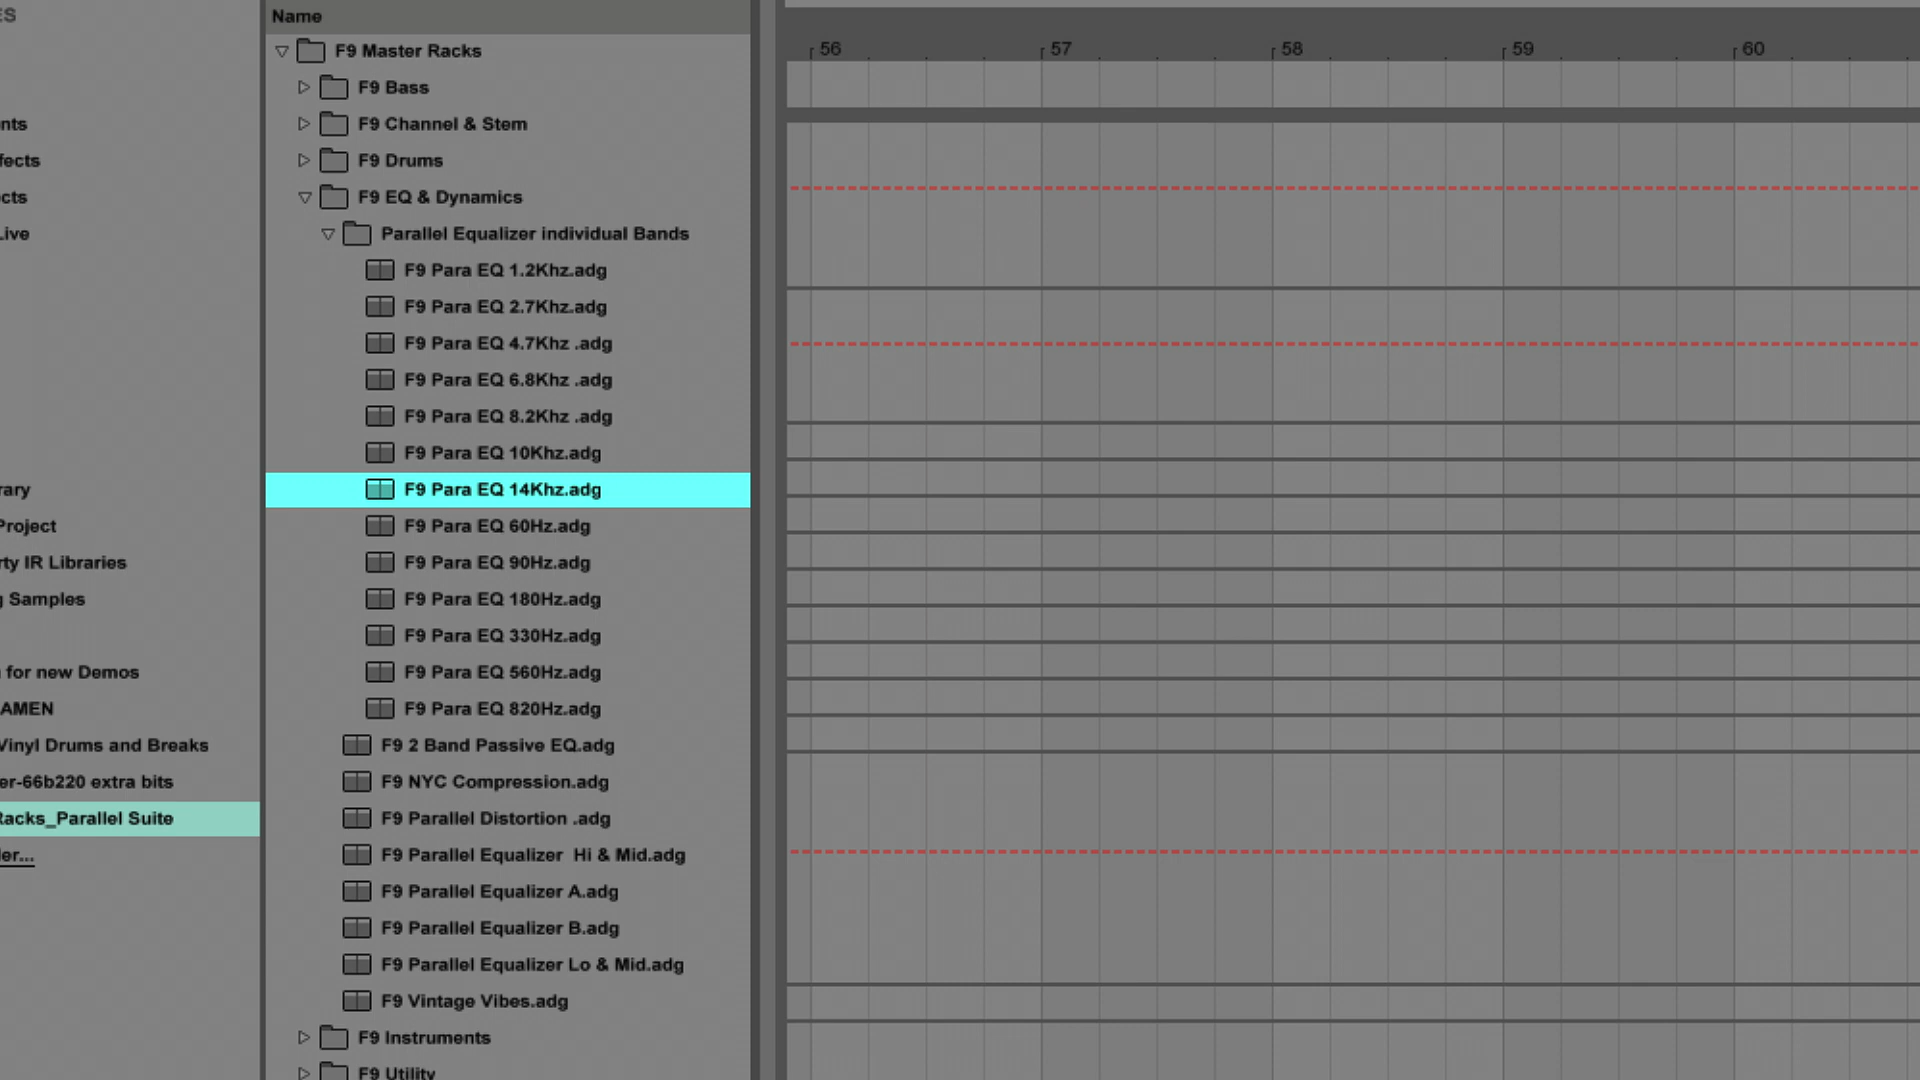 ES
nts
fects
cts
Live
rary
Project
rty IR Libraries
g Samples
for new Demos
AMEN
Vinyl Drums and Breaks
er-66b220 extra bits
Racks_Parallel Suite
der...
Name
F9 Master Racks
F9 Bass
F9 Channel & Stem
F9 Drums
F9 EQ & Dynamics
Parallel Equalizer individual Bands
F9 Para EQ 1.2Khz.adg
F9 Para EQ 2.7Khz.adg
F9 Para EQ 4.7Khz .adg
F9 Para EQ 6.8Khz .adg
F9 Para EQ 8.2Khz .adg
F9 Para EQ 10Khz.adg
F9 Para EQ 14Khz.adg
F9 Para EQ 60Hz.adg
F9 Para EQ 90Hz.adg
F9 Para EQ 180Hz.adg
F9 Para EQ 330Hz.adg
F9 Para EQ 560Hz.adg
F9 Para EQ 820Hz.adg
F9 2 Band Passive EQ.adg
F9 NYC Compression.adg
F9 Parallel Distortion .adg
F9 Parallel Equalizer  Hi & Mid.adg
F9 Parallel Equalizer A.adg
F9 Parallel Equalizer B.adg
F9 Parallel Equalizer Lo & Mid.adg
F9 Vintage Vibes.adg
F9 Instruments
F9 Utility
56 57 58 59 60